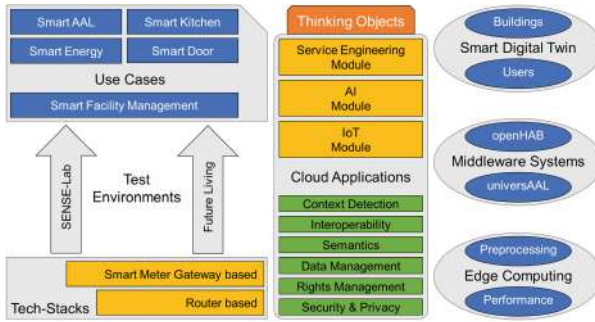 Smart AAL
Smart Kitchen
Smart Energy
Smart Door
Use Cases
Smart Facility Management
SENSE-Lab
Test
Environments
Future Living
Smart Meter Gateway based
Tech-Stacks
Router based
Thinking Objects
Service Engineering
Module
AI
Module
IoT
Module
Cloud Applications
Context Detection
Interoperability
Semantics
Data Management
Rights Management
Security & Privacy
Buildings
Smart Digital Twin
Users
openHAB
Middleware Systems
universAAL
Preprocessing
Edge Computing
Performance